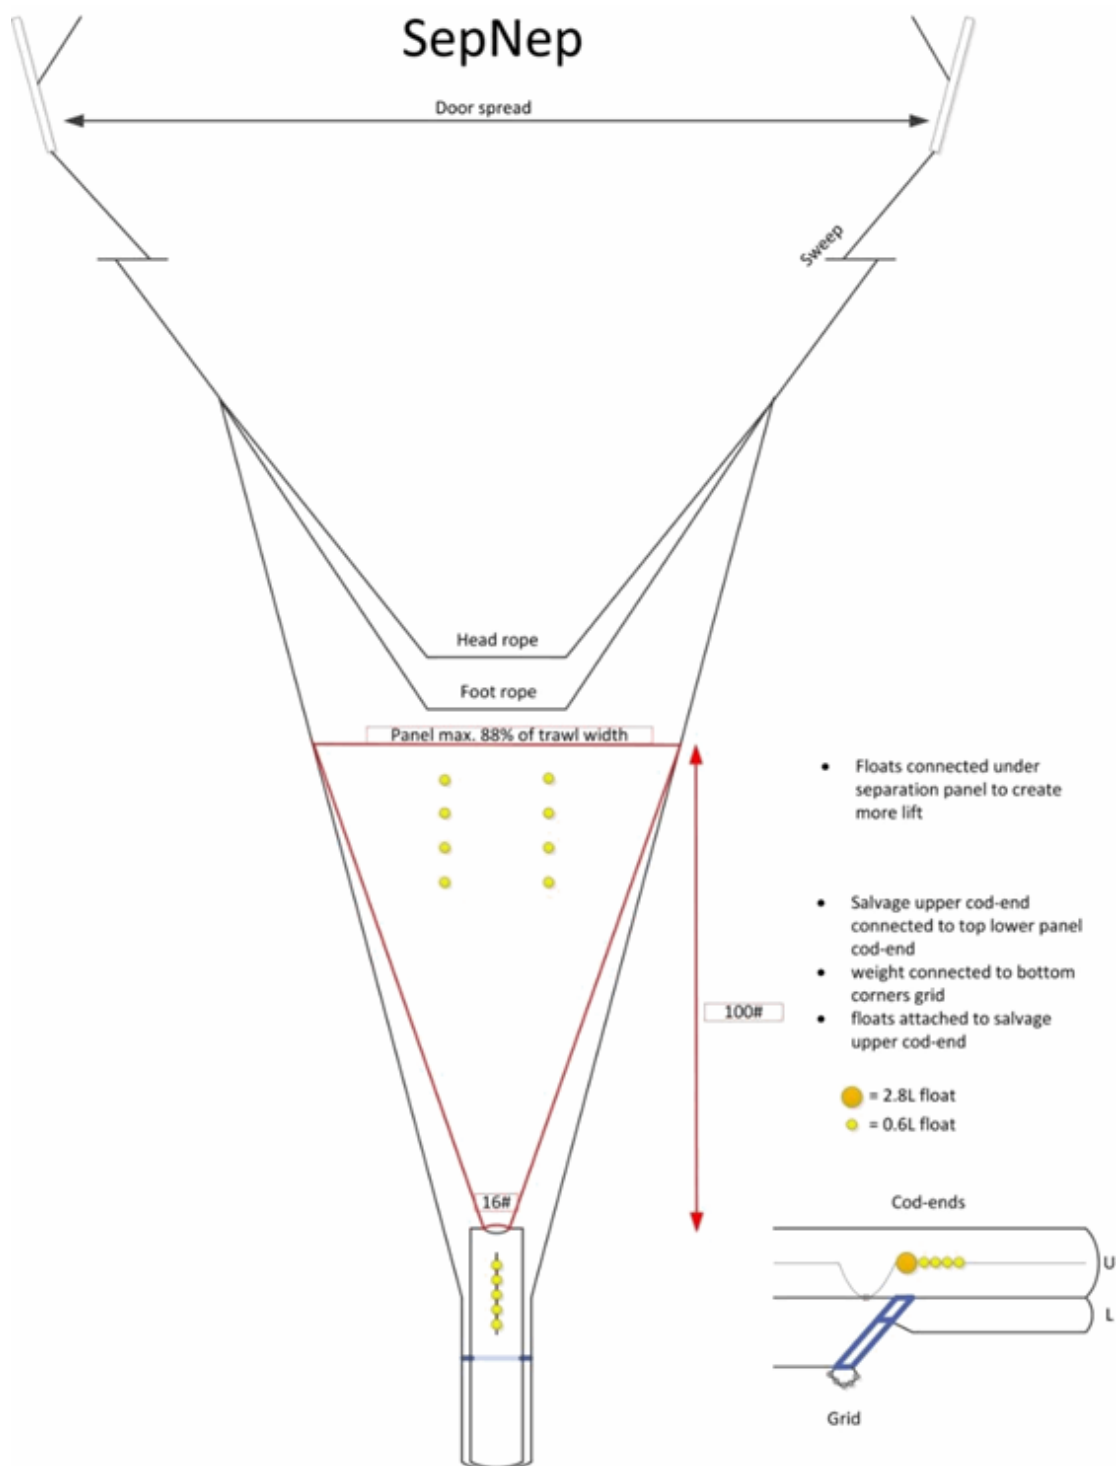 SepNep
Door spread
Sweep
Head rope
Foot rope
Panel max. 88% of trawl width
• Floats connected under
separation panel to create
more lift
• Salvage upper cod-end
connected to top lower panel
cod-end
• weight connected to bottom
corners grid
• floats attached to salvage
upper cod-end
100#
= 2.8L float
= 0.6L float
16#
Cod-ends
U
L
Grid